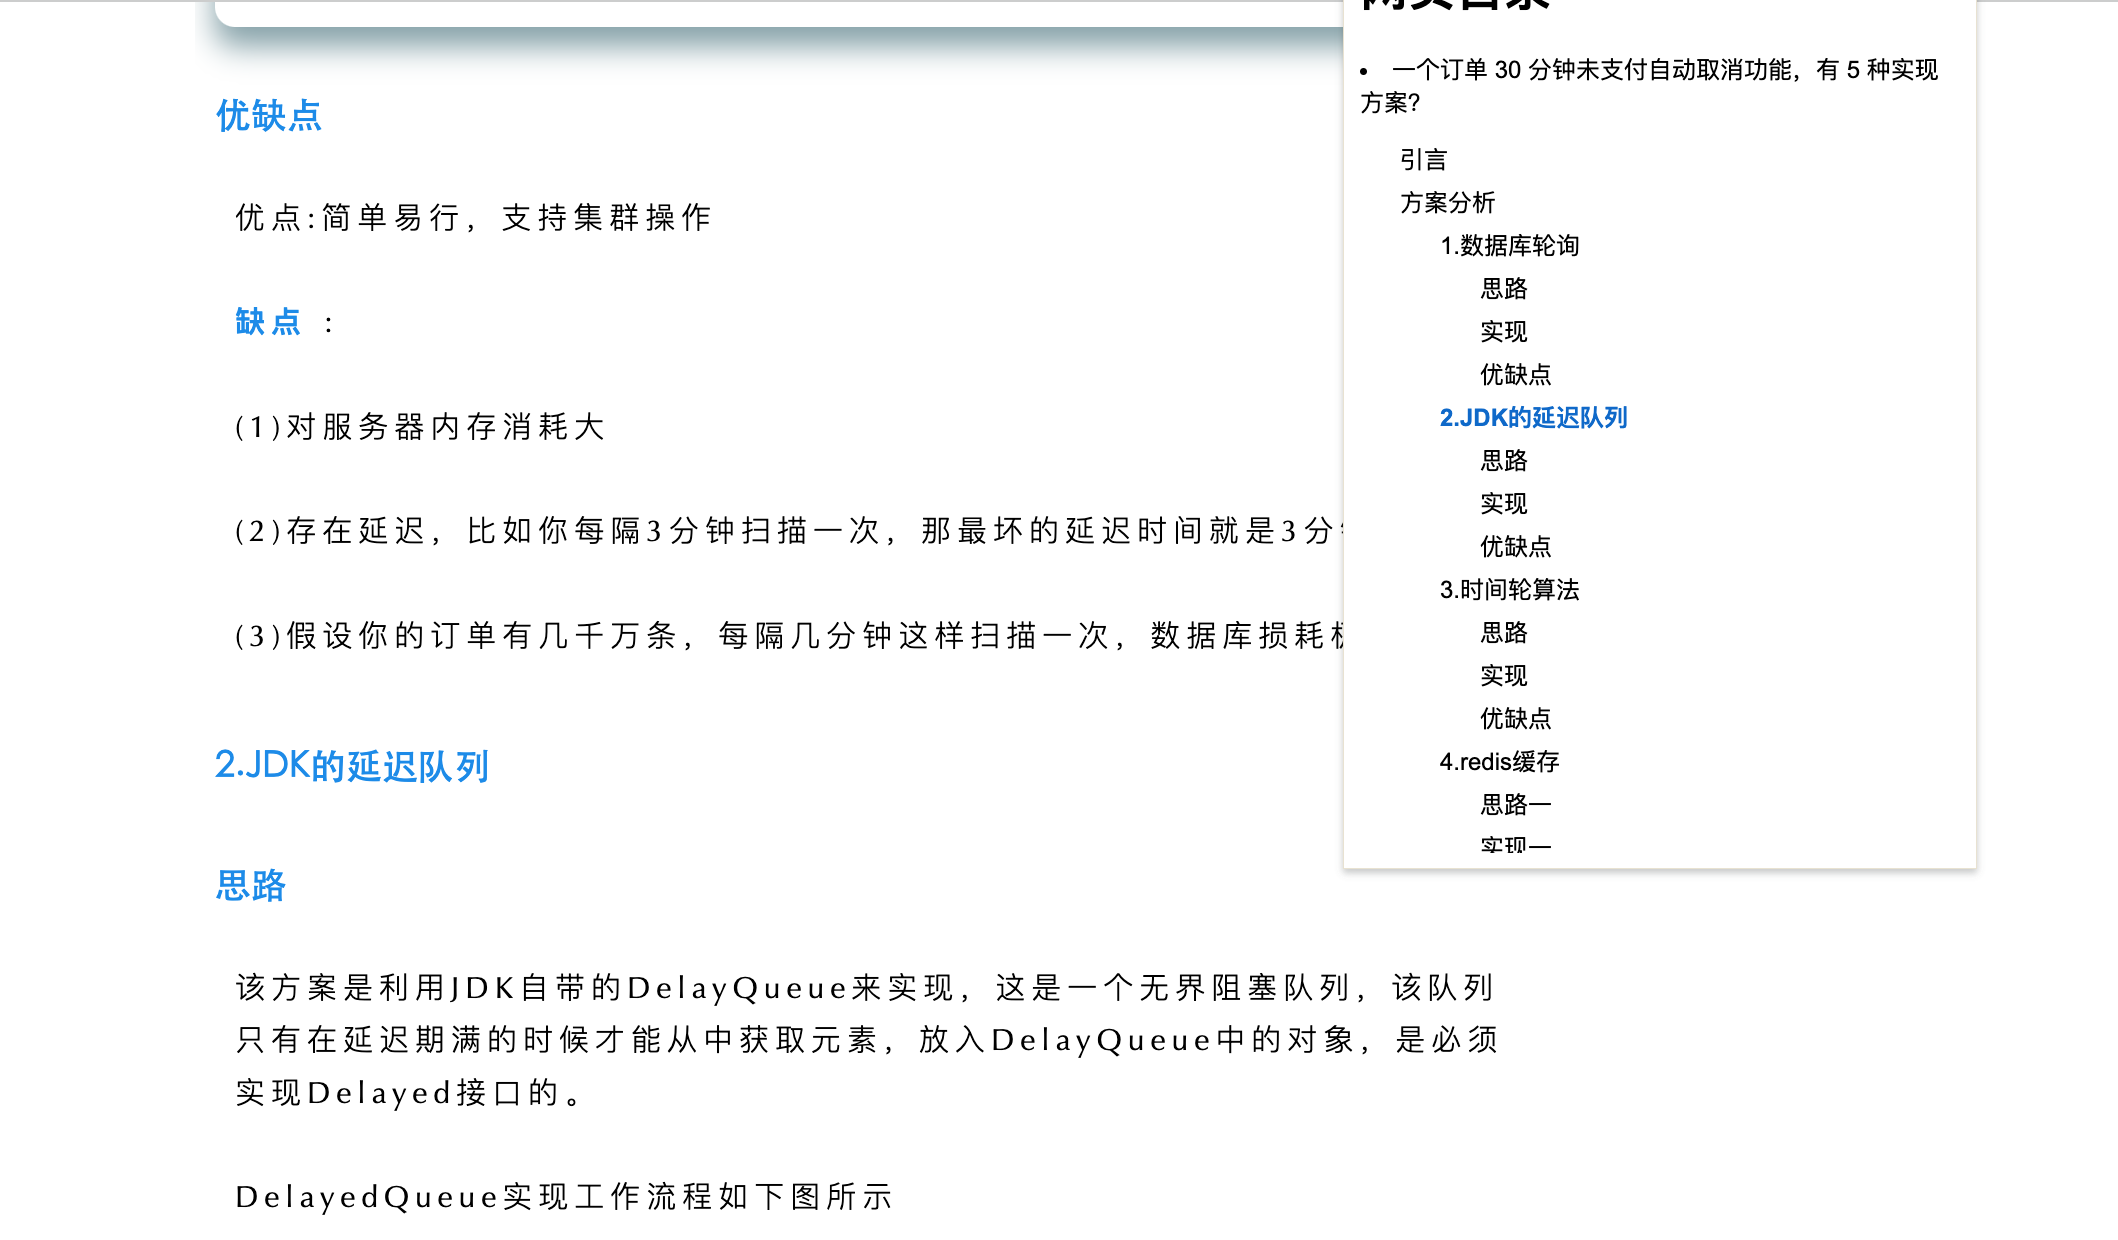 优缺点
优点:简单易行，支持集群操作
缺点 ：
(1)对服务器内存消耗大
(2)存在延迟，比如你每隔3分钟扫描一次，那最坏的延迟时间就是3分
(3)假设你的订单有几千万条，每隔几分钟这样扫描一次，数据库损耗
2.JDK的延迟队列
思路
该方案是利用JDK自带的DelayQueue来实现，这是一个无界阻塞队列，该队列
只有在延迟期满的时候才能从中获取元素，放入DelayQueue中的对象，是必须
实现Delayed接口的。
DelayedQueue实现工作流程如下图所示
网页目录
• 一个订单 30 分钟未支付自动取消功能，有 5 种实现
方案?
引言
方案分析
1.数据库轮询
思路
实现
优缺点
2.JDK的延迟队列
思路
实现
优缺点
3.时间轮算法
思路
实现
优缺点
4.redis缓存
思路一
实现一